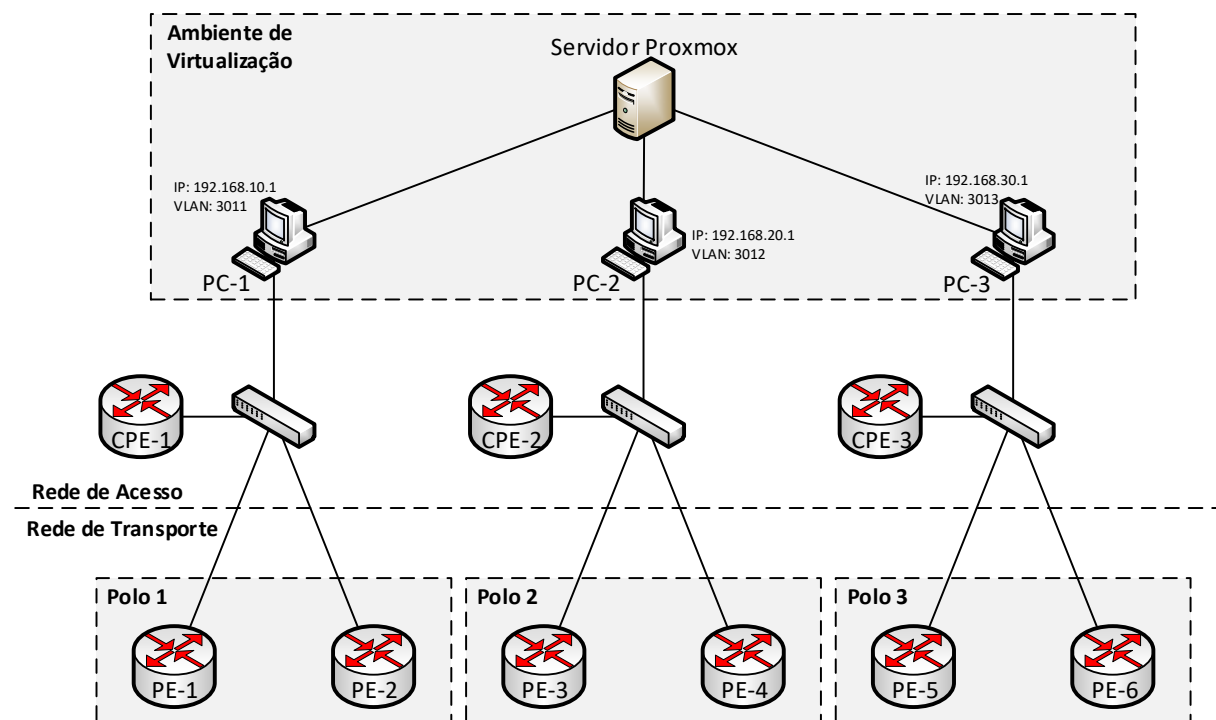 Ambiente de
Virtualização
Servidor Proxmox
IP: 192.168.10.1
VLAN: 3011
IP: 192.168.20.1
VLAN: 3012
IP: 192.168.30.1
VLAN: 3013
PC-1
PC-2
PC-3
CPE-1
CPE-2
CPE-3
Rede de Acesso
Rede de Transporte
Polo 1
Polo 2
Polo 3
PE-1
PE-2
PE-3
PE-4
PE-5
PE-6